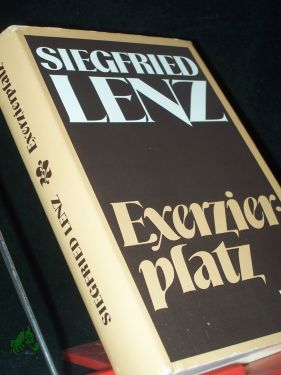 SIEGFRIED
LENZ
Exerzier-
platz
SIEGFRIED LENZ Exerzierplatz